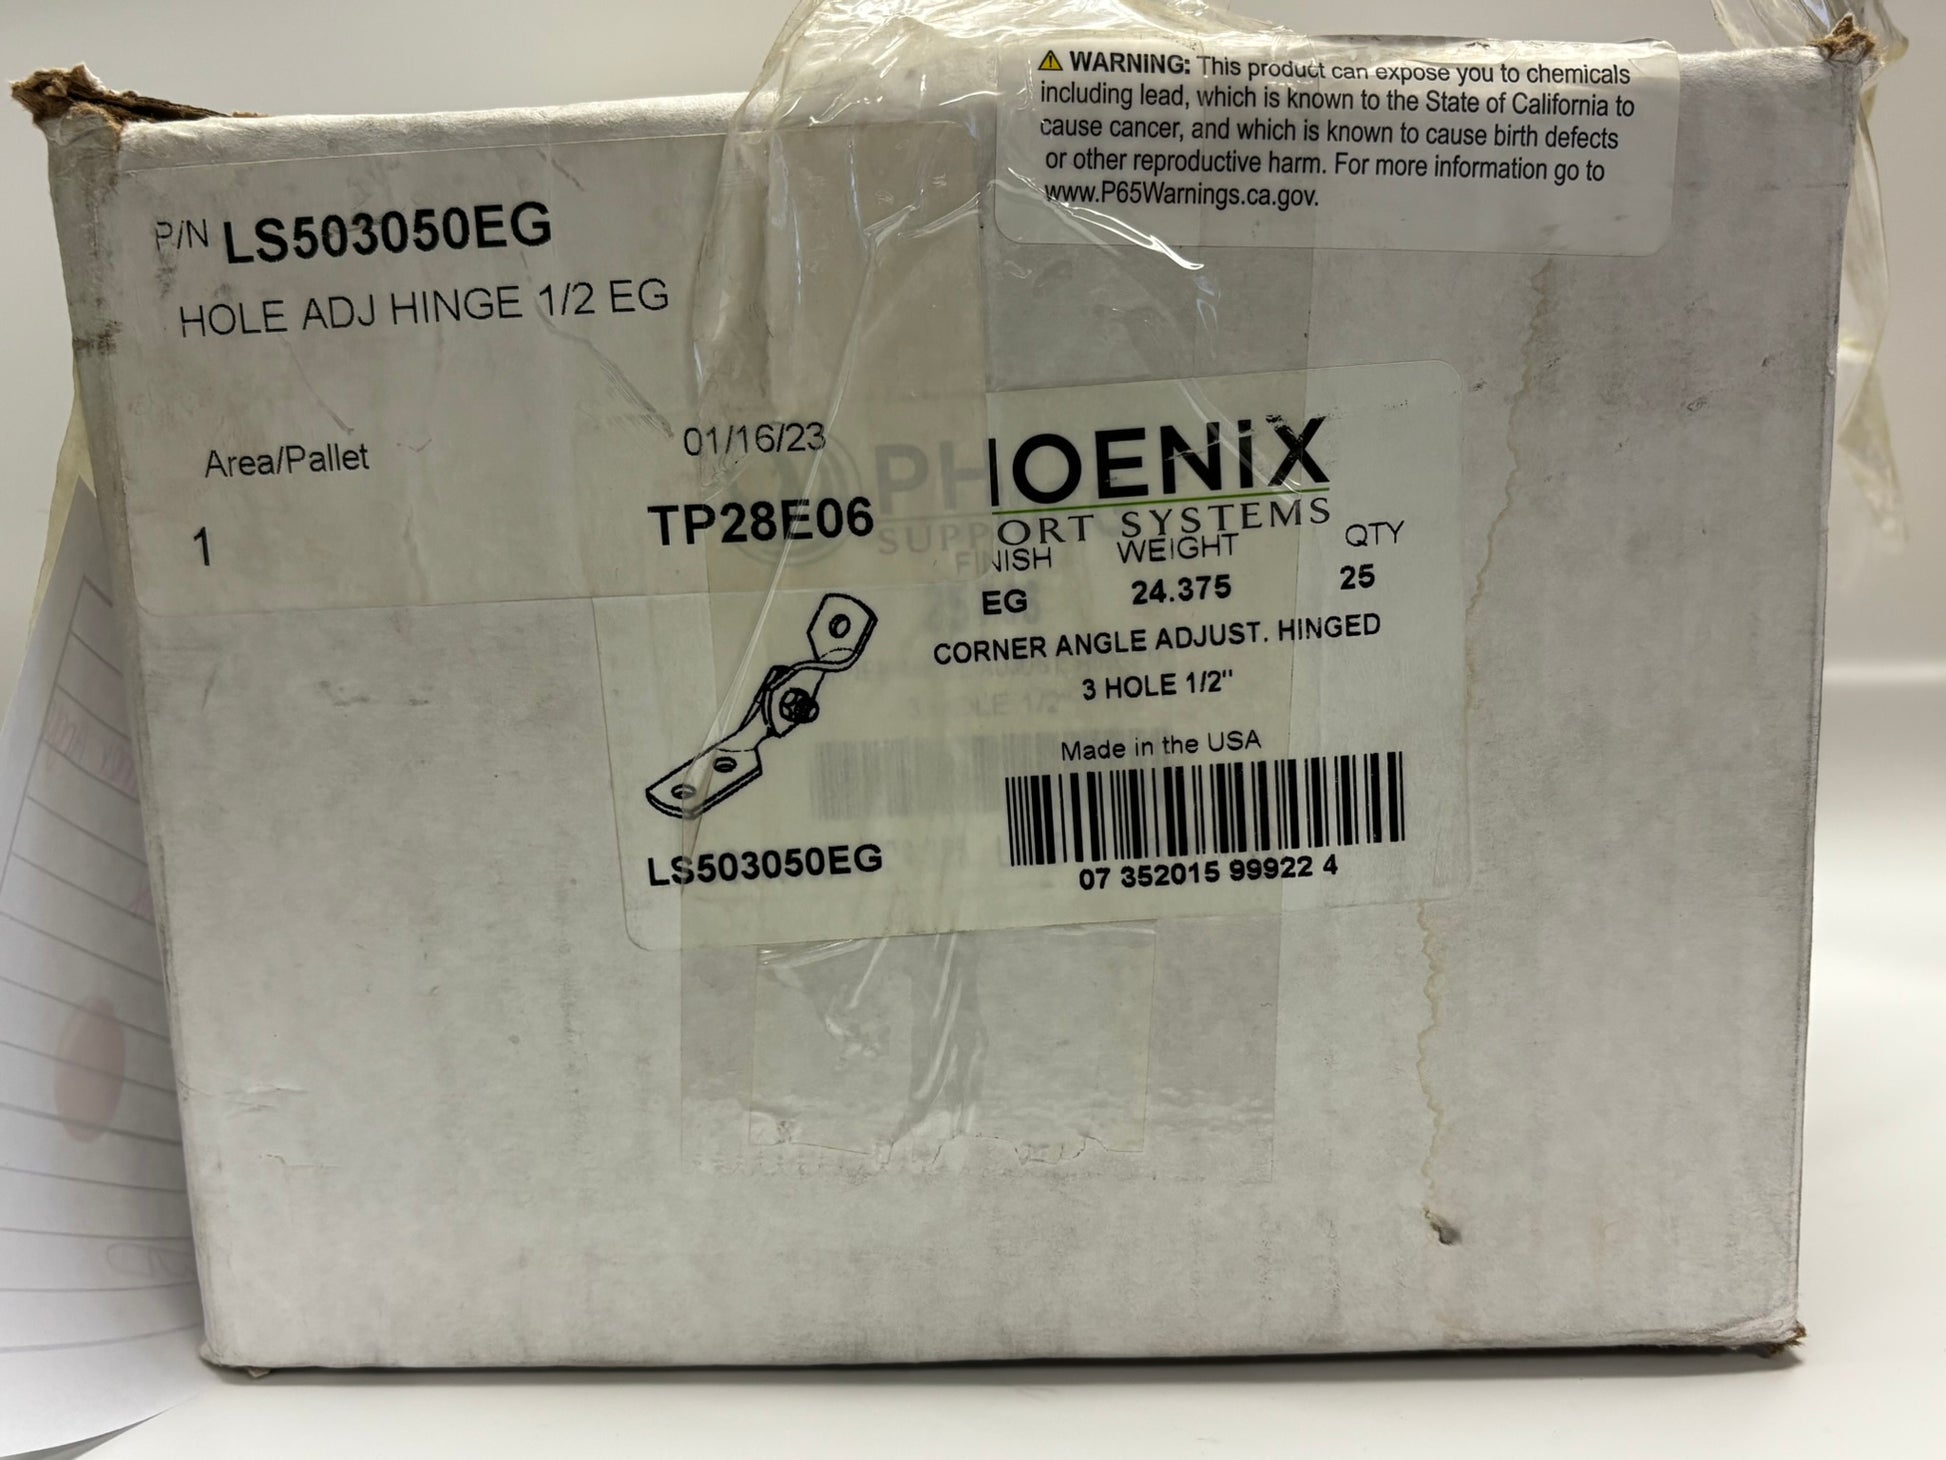 ⚠ WARNING: This product can expose you to chemicals
including lead, which is known to the State of California to
cause cancer, and which is known to cause birth defects
or other reproductive harm. For more information go to
www.P65Warnings.ca.gov.
P/N LS503050EG
HOLE ADJ HINGE 1/2 EG
Area/Pallet
01/16/23
1
TP28E06
PHOENiX
SUPPORT SYSTEMS
FINISH WEIGHT QTY
EG 24.375 25
CORNER ANGLE ADJUST. HINGED
3 HOLE 1/2"
Made in the USA
LS503050EG
07 352015 99922 4